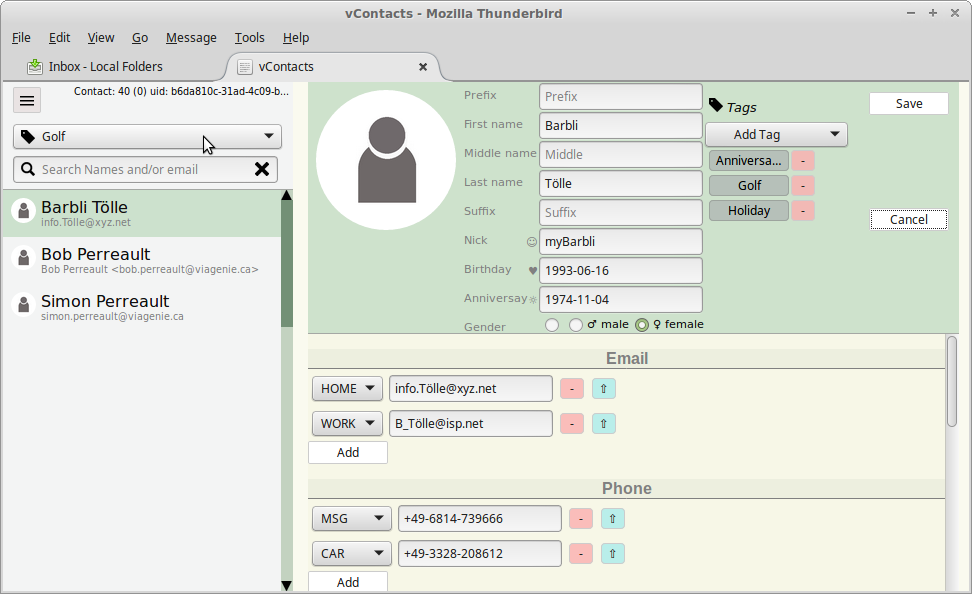 vContacts - Mozilla Thunderbird
File Edit View Go Message Tools Help
Inbox - Local Folders
vContacts
Contact: 40 (0) uid: b6da810c-31ad-4c09-b...
Golf
Search Names and/or email
Barbli Tölle
info.Tölle@xyz.net
Bob Perreault
Bob Perreault <bob.perreault@viagenie.ca>
Simon Perreault
simon.perreault@viagenie.ca
Prefix Prefix
First name Barbli
Middle name Middle
Last name Tölle
Suffix Suffix
Nick myBarbli
Birthday 1993-06-16
Anniversay 1974-11-04
Gender ♂ male ♀ female
Tags
Add Tag
Anniversa... -
Golf -
Holiday -
Save
Cancel
Email
HOME info.Tölle@xyz.net - ⇧
WORK B_Tölle@isp.net - ⇧
Add
Phone
MSG +49-6814-739666 - ⇧
CAR +49-3328-208612 - ⇧
Add